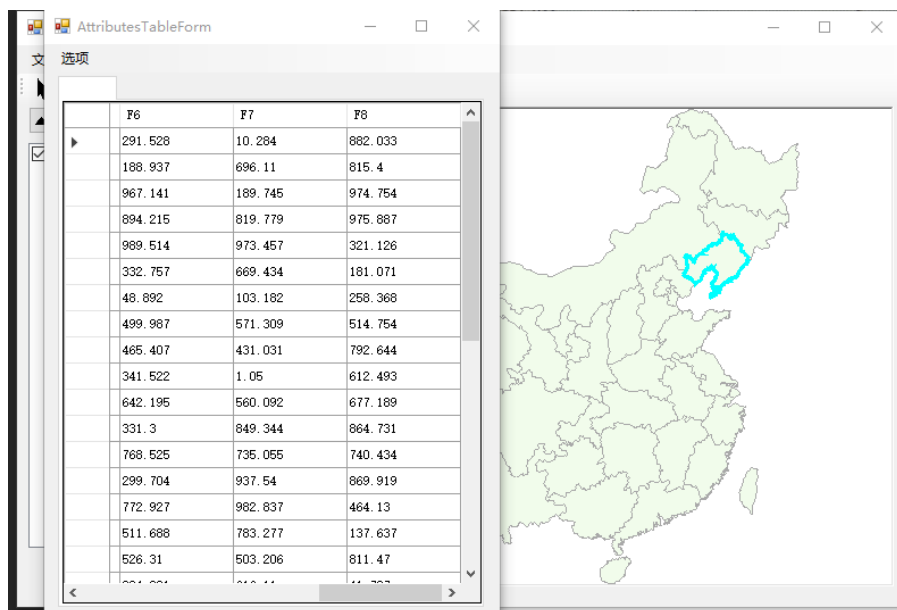 AttributesTableForm
文
选项
F6 F7 F8
291.528 10.284 882.033
188.937 696.11 815.4
967.141 189.745 974.754
894.215 819.779 975.887
989.514 973.457 321.126
332.757 669.434 181.071
48.892 103.182 258.368
499.987 571.309 514.754
465.407 431.031 792.644
341.522 1.05 612.493
642.195 560.092 677.189
331.3 849.344 864.731
768.525 735.055 740.434
299.704 937.54 869.919
772.927 982.837 464.13
511.688 783.277 137.637
526.31 503.206 811.47